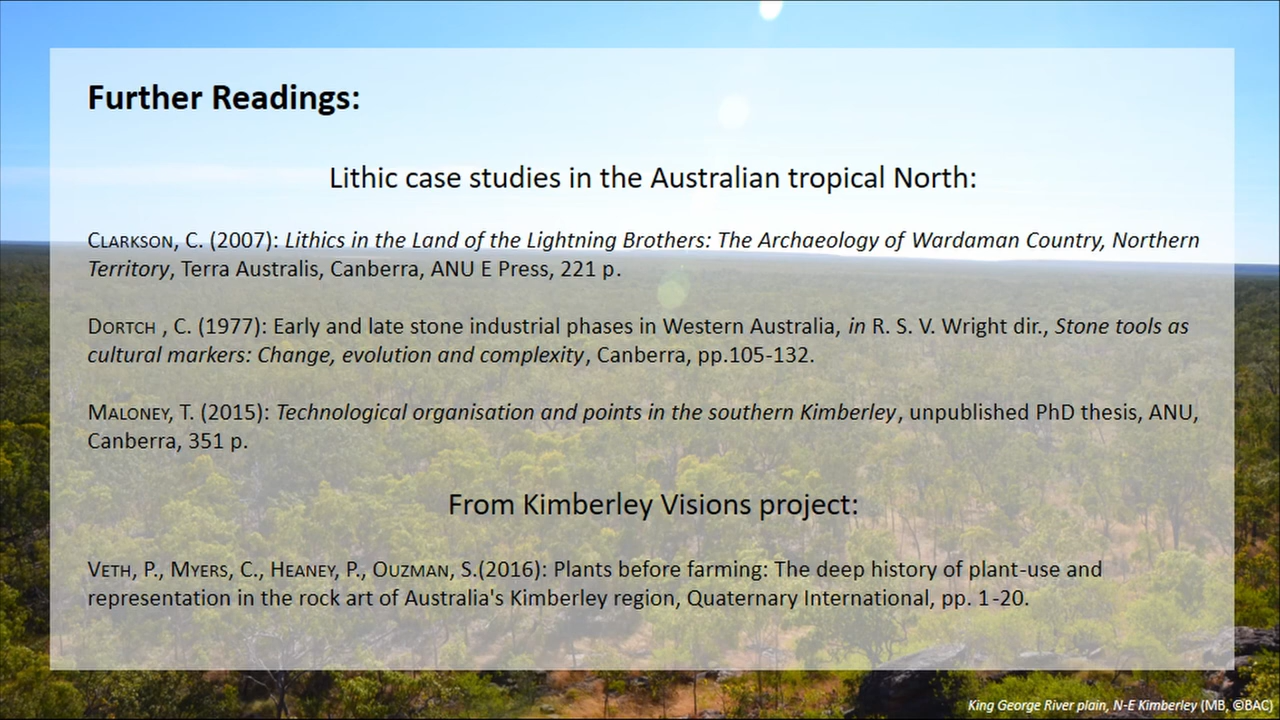 Further Readings:
Lithic case studies in the Australian tropical North:
CLARKSON, C. (2007): Lithics in the Land of the Lightning Brothers: The Archaeology of Wardaman Country, Northern
Territory, Terra Australis, Canberra, ANU E Press, 221 p.
DORTCH , C. (1977): Early and late stone industrial phases in Western Australia, in R. S. V. Wright dir., Stone tools as
cultural markers: Change, evolution and complexity, Canberra, pp.105-132.
MALONEY, T. (2015): Technological organisation and points in the southern Kimberley, unpublished PhD thesis, ANU,
Canberra, 351 p.
From Kimberley Visions project:
VETH, P., MYERS, C., HEANEY, P., OUZMAN, S.(2016): Plants before farming: The deep history of plant-use and
representation in the rock art of Australia's Kimberley region, Quaternary International, pp. 1-20.
King George River plain, N-E Kimberley (MB, ©BAC)